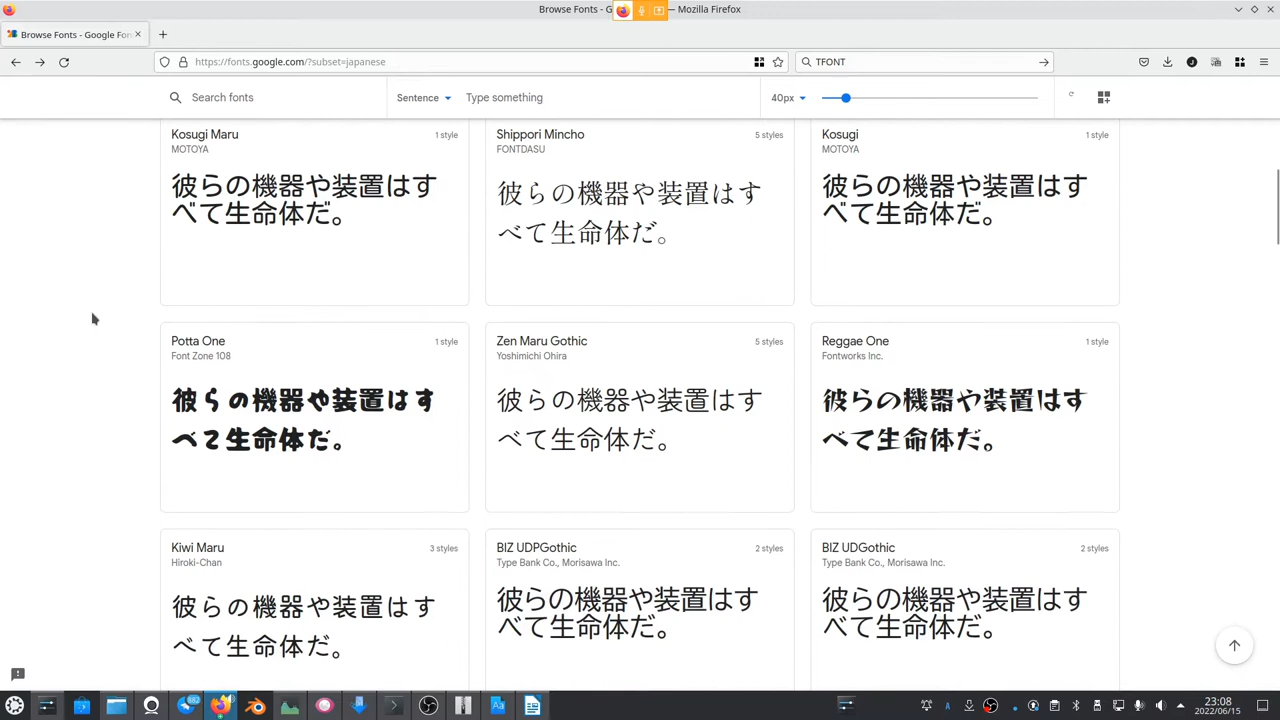 Browse Fonts - G
— Mozilla Firefox
Browse Fonts - Google Fon
https://fonts.google.com/?subset=japanese
TFONT
Search fonts
Sentence
Type something
40px
Kosugi Maru
1 style
MOTOYA
彼らの機器や装置はす
べて生命体だ。
Shippori Mincho
5 styles
FONTDASU
彼らの機器や装置はす
べて生命体だ。
Kosugi
1 style
MOTOYA
彼らの機器や装置はす
べて生命体だ。
Potta One
1 style
Font Zone 108
彼らの機器や装置はす
べて生命体だ。
Zen Maru Gothic
5 styles
Yoshimichi Ohira
彼らの機器や装置はす
べて生命体だ。
Reggae One
1 style
Fontworks Inc.
彼らの機器や装置はす
べて生命体だ。
Kiwi Maru
3 styles
Hiroki-Chan
彼らの機器や装置はす
べて生命体だ。
BIZ UDPGothic
2 styles
Type Bank Co., Morisawa Inc.
彼らの機器や装置はす
べて生命体だ。
BIZ UDGothic
2 styles
Type Bank Co., Morisawa Inc.
彼らの機器や装置はす
べて生命体だ。
23:08
2022/06/15